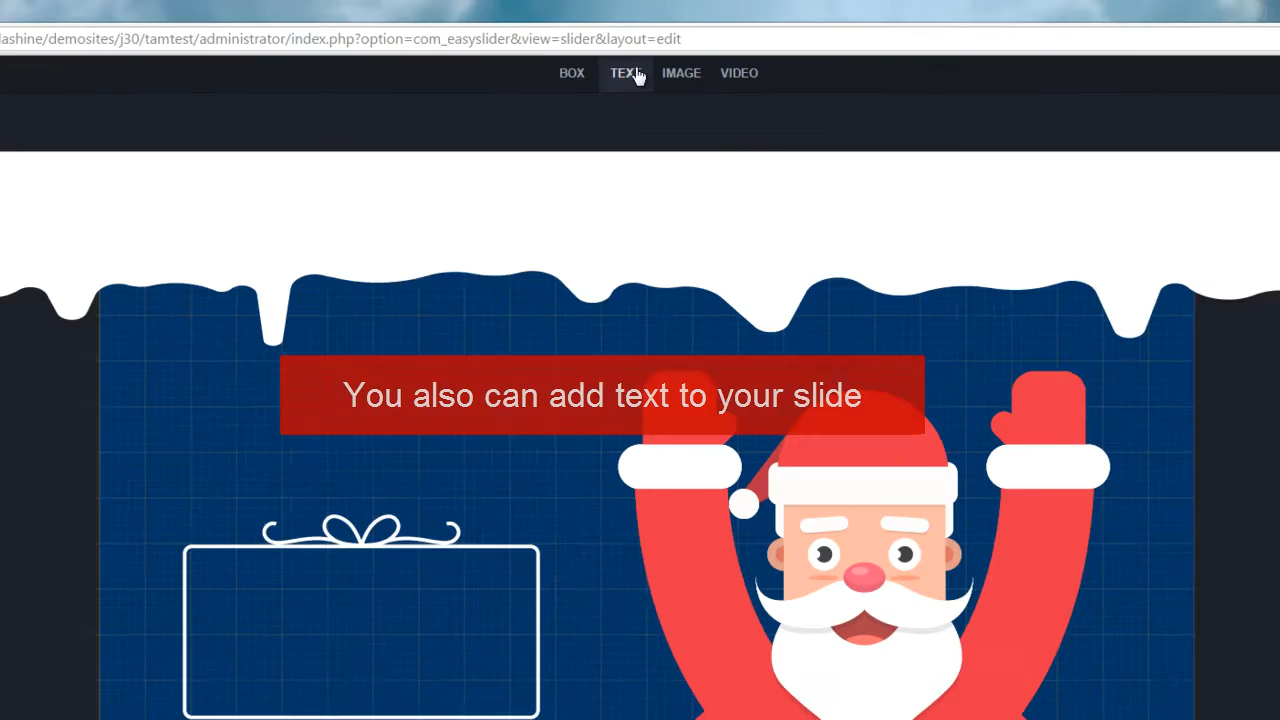 lashine/demosites/j30/tamtest/administrator/index.php?option=com_easyslider&view=slider&layout=edit
BOX TEXT IMAGE VIDEO
You also can add text to your slide